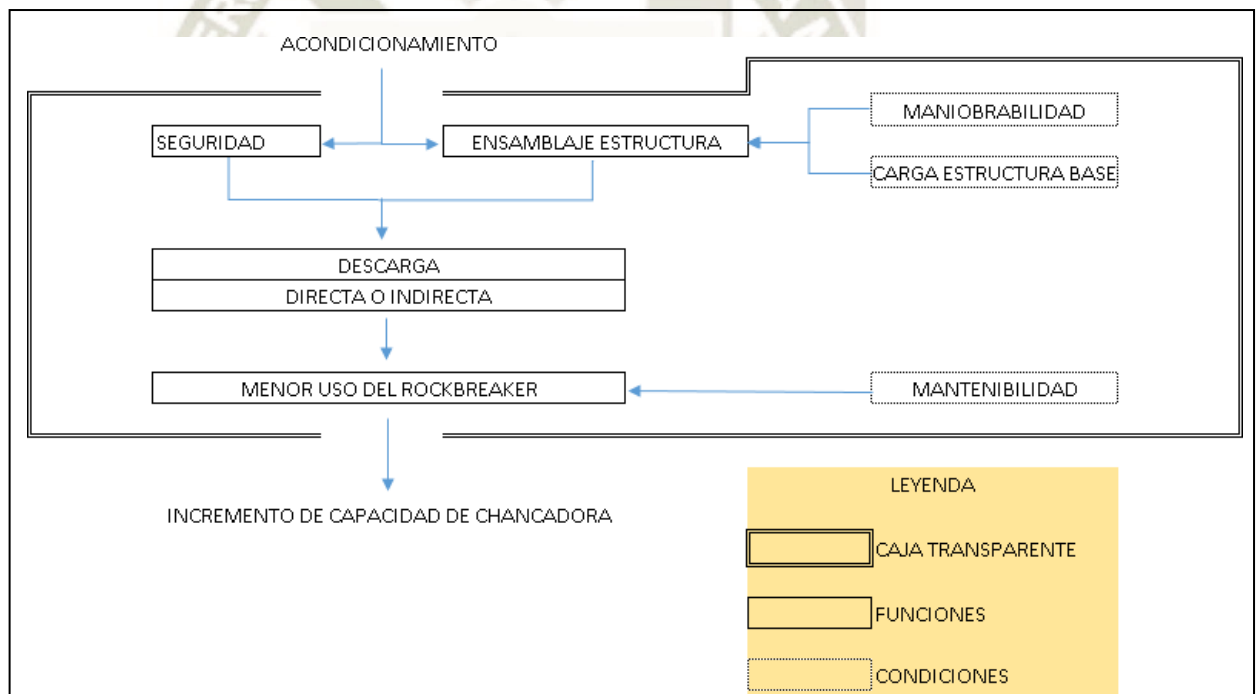 ACONDICIONAMIENTO
MANIOBRABILIDAD
SEGURIDAD
ENSAMBLAJE ESTRUCTURA
CARGA ESTRUCTURA BASE
DESCARGA
DIRECTA O INDIRECTA
MENOR USO DEL ROCKBREAKER
MANTENIBILIDAD
INCREMENTO DE CAPACIDAD DE CHANCADORA
LEYENDA
CAJA TRANSPARENTE
FUNCIONES
CONDICIONES